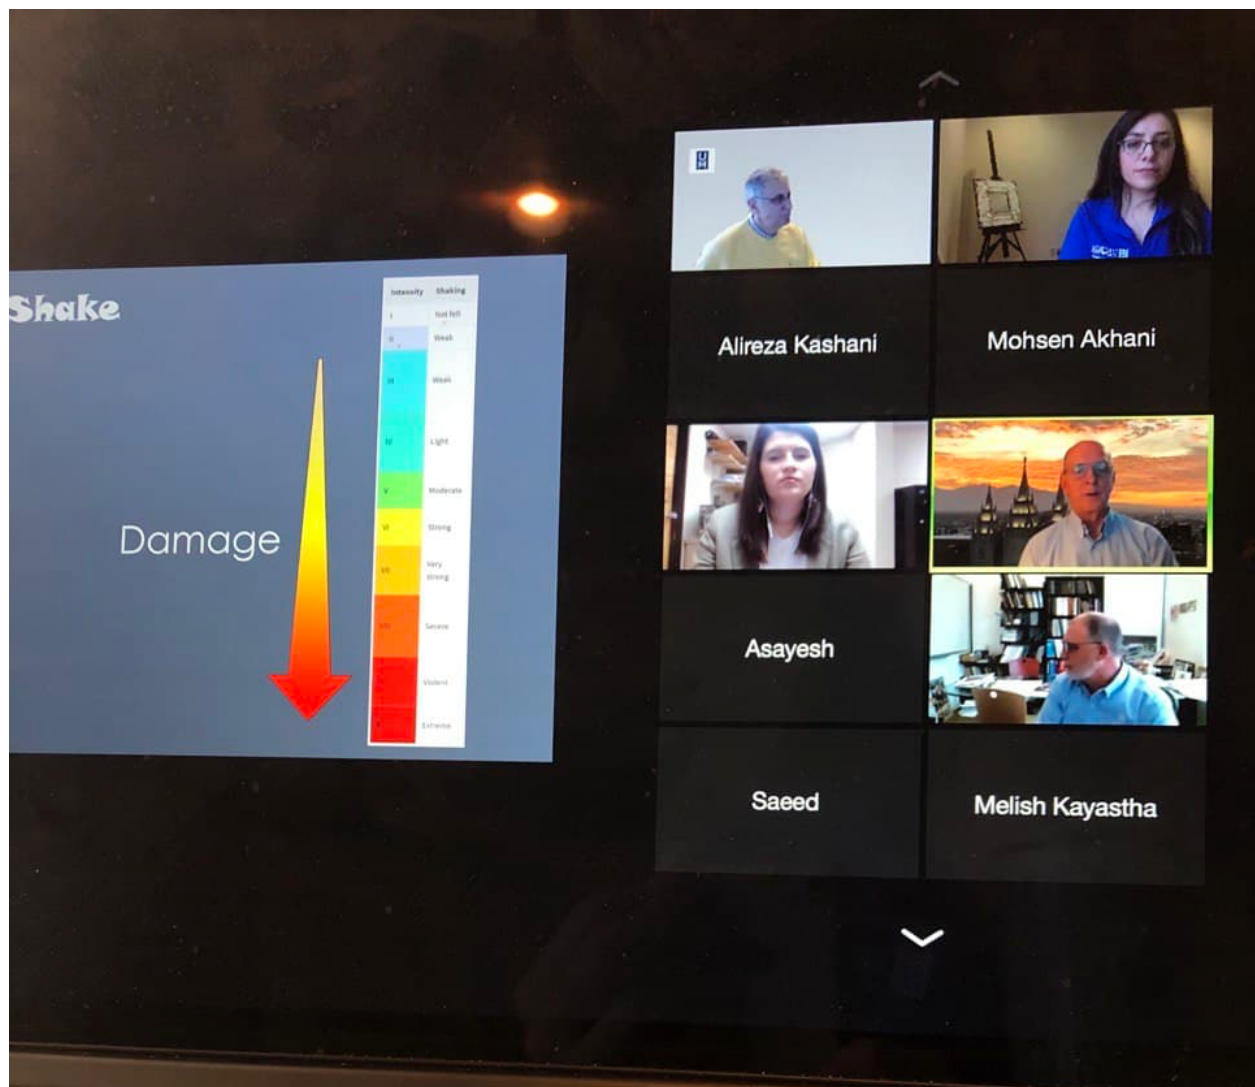 Shake
Damage
Intensity Shaking
I Not felt
II Weak
III Weak
IV Light
V Moderate
VI Strong
VII Very
strong
VIII Severe
Violent
X Extreme
UM
Alireza Kashani
Mohsen Akhani
Asayesh
Saeed
Melish Kayastha